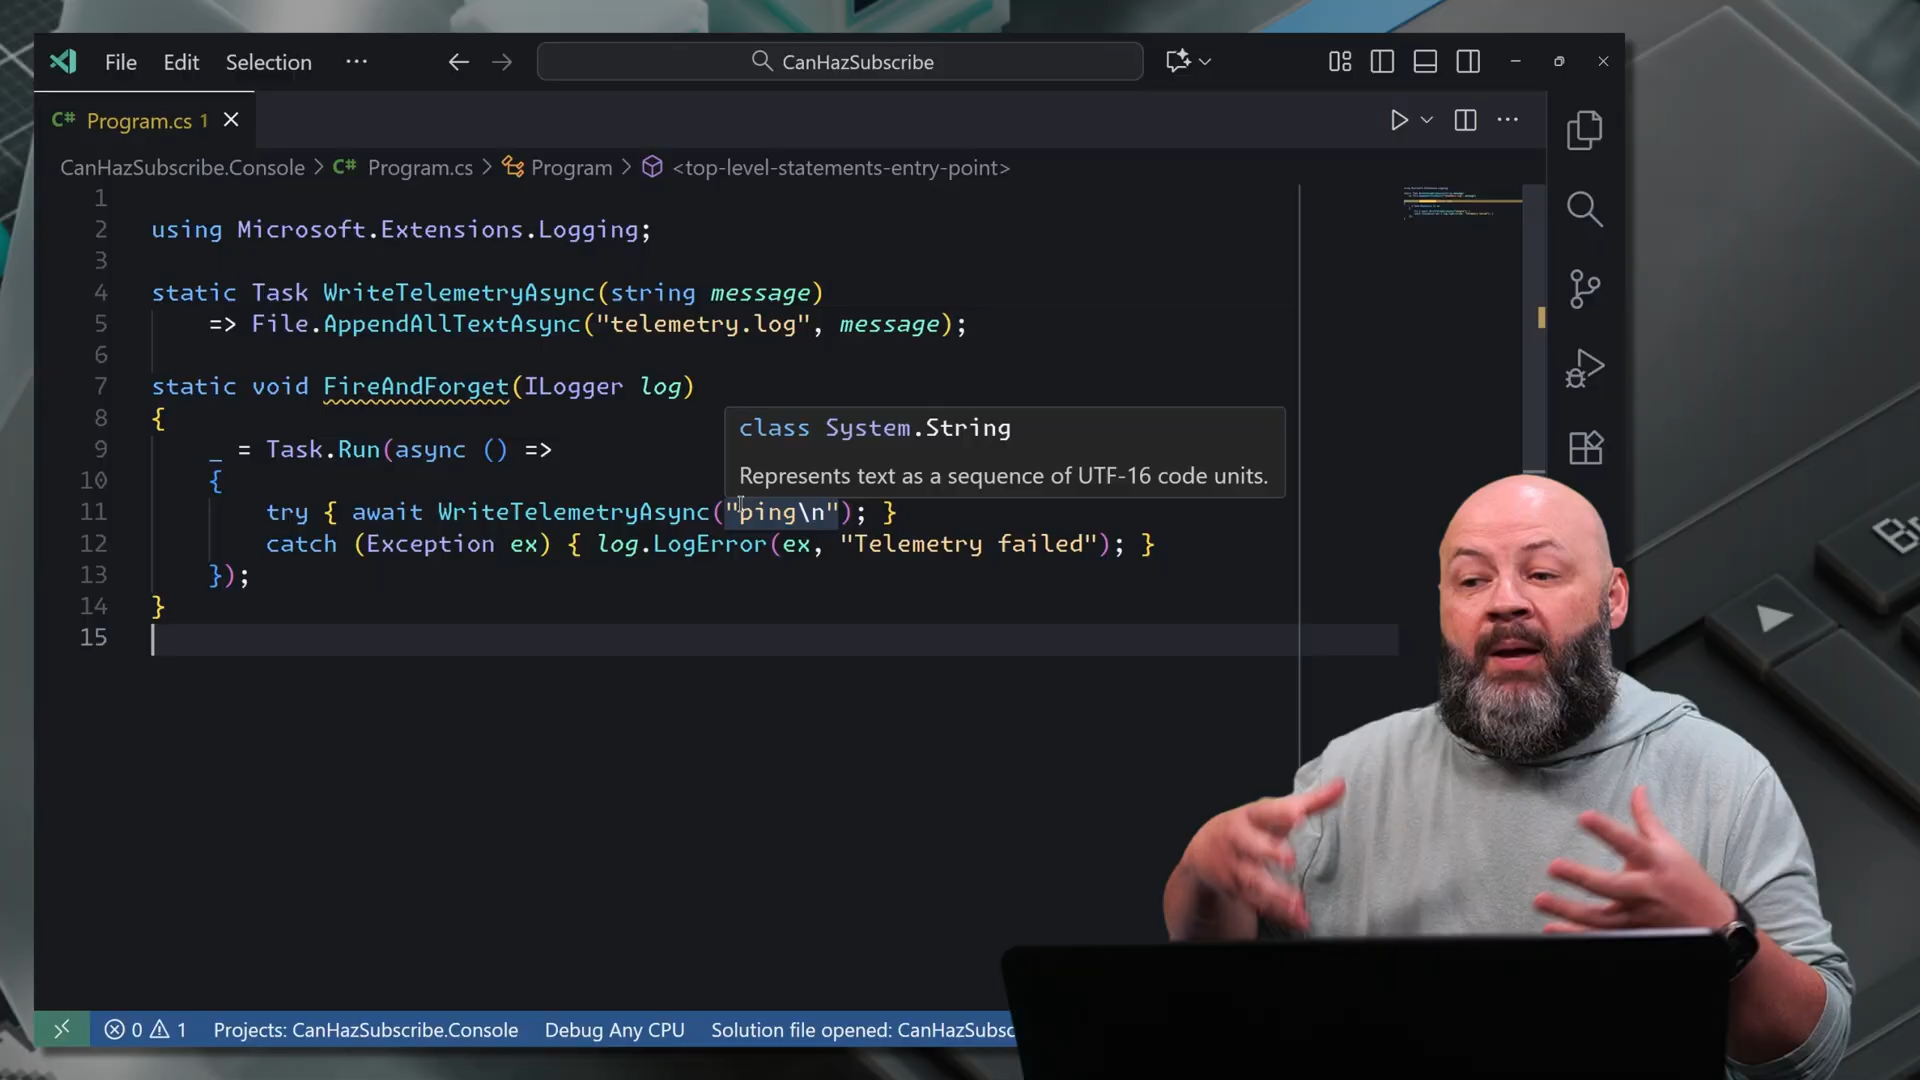 File Edit Selection ··· CanHazSubscribe
C# Program.cs 1
CanHazSubscribe.Console > C# Program.cs > Program > <top-level-statements-entry-point>
1
2 using Microsoft.Extensions.Logging;
3
4 static Task WriteTelemetryAsync(string message)
5 => File.AppendAllTextAsync("telemetry.log", message);
6
7 static void FireAndForget(ILogger log)
8 {
class System.String
9 _ = Task.Run(async () =>
10 {
Represents text as a sequence of UTF-16 code units.
11 try { await WriteTelemetryAsync("ping\n"); }
12 catch (Exception ex) { log.LogError(ex, "Telemetry failed"); }
13 });
14 }
15
0 1 Projects: CanHazSubscribe.Console Debug Any CPU Solution file opened: CanHazSubsc